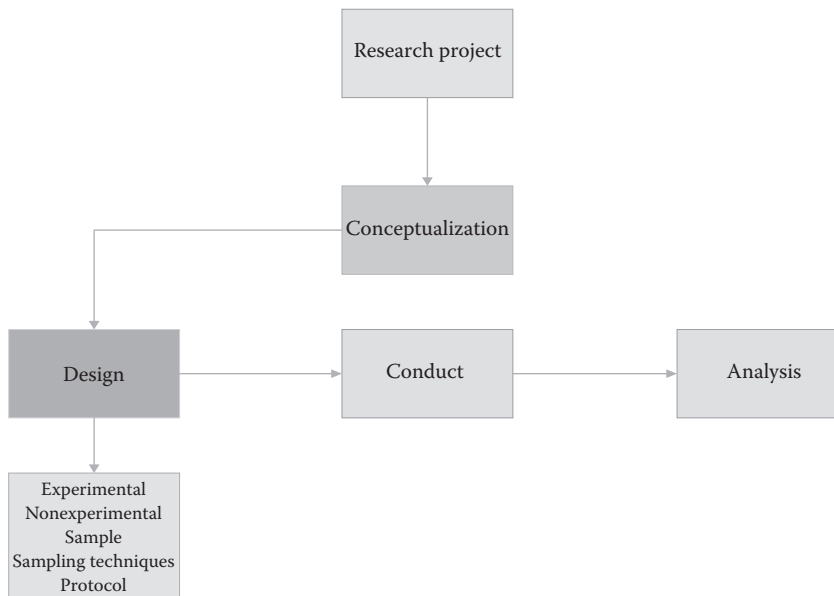 Research project
Conceptualization
Design
Conduct
Analysis
Experimental
Nonexperimental
Sample
Sampling techniques
Protocol